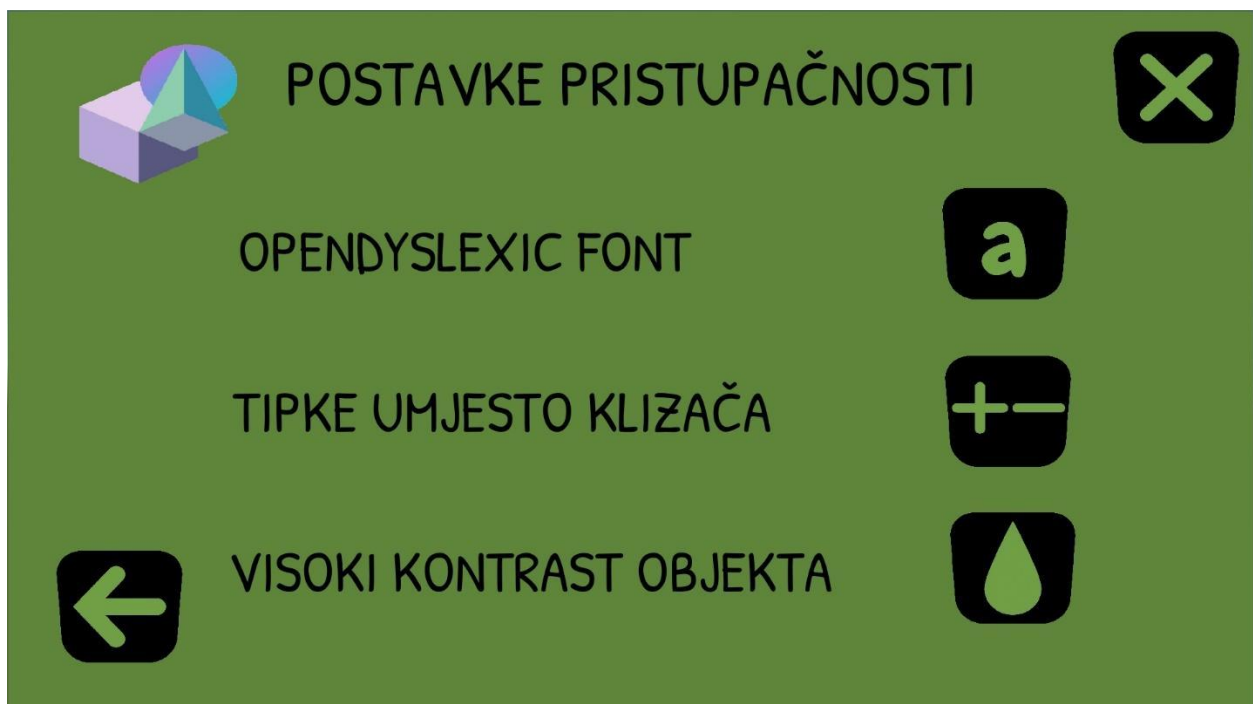 POSTAVKE PRISTUPAČNOSTI
OPENDYSLEXIC FONT
a
TIPKE UMJESTO KLIZAČA
+-
VISOKI KONTRAST OBJEKTA